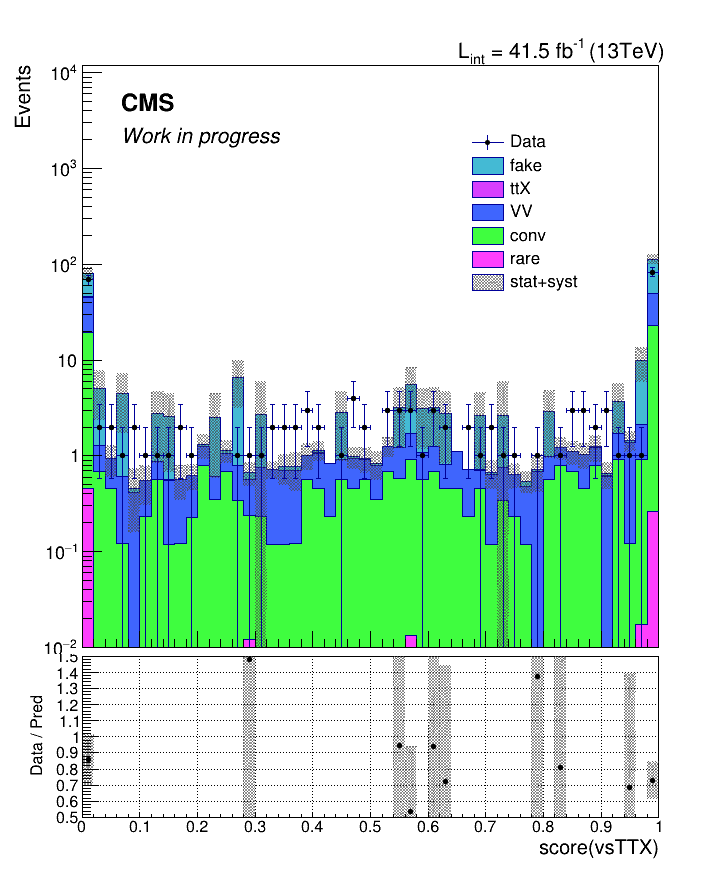 L_int = 41.5 fb^-1 (13TeV)
Events
CMS
Work in progress
Data
fake
ttX
VV
conv
rare
stat+syst
10^4
10^3
10^2
10
1
10^-1
10^-2
Data / Pred
1.5
1.4
1.3
1.2
1.1
1
0.9
0.8
0.7
0.6
0.5
0 0.1 0.2 0.3 0.4 0.5 0.6 0.7 0.8 0.9 1
score(vsTTX)